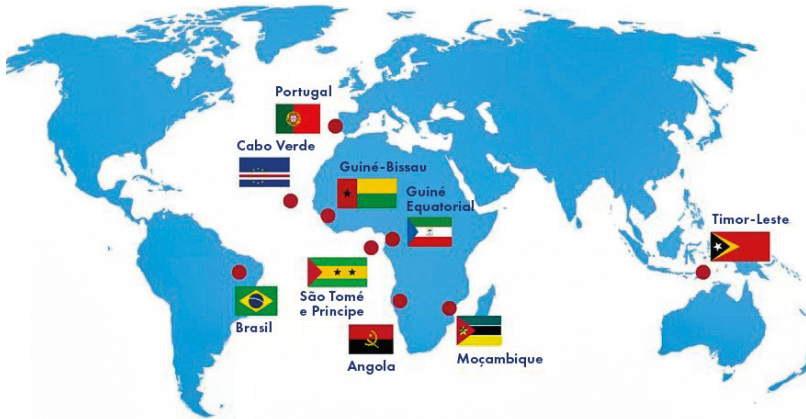 Portugal
Cabo Verde
Guiné-Bissau
Guiné
Equatorial
Timor-Leste
São Tomé
e Principe
Brasil
Angola
Moçambique